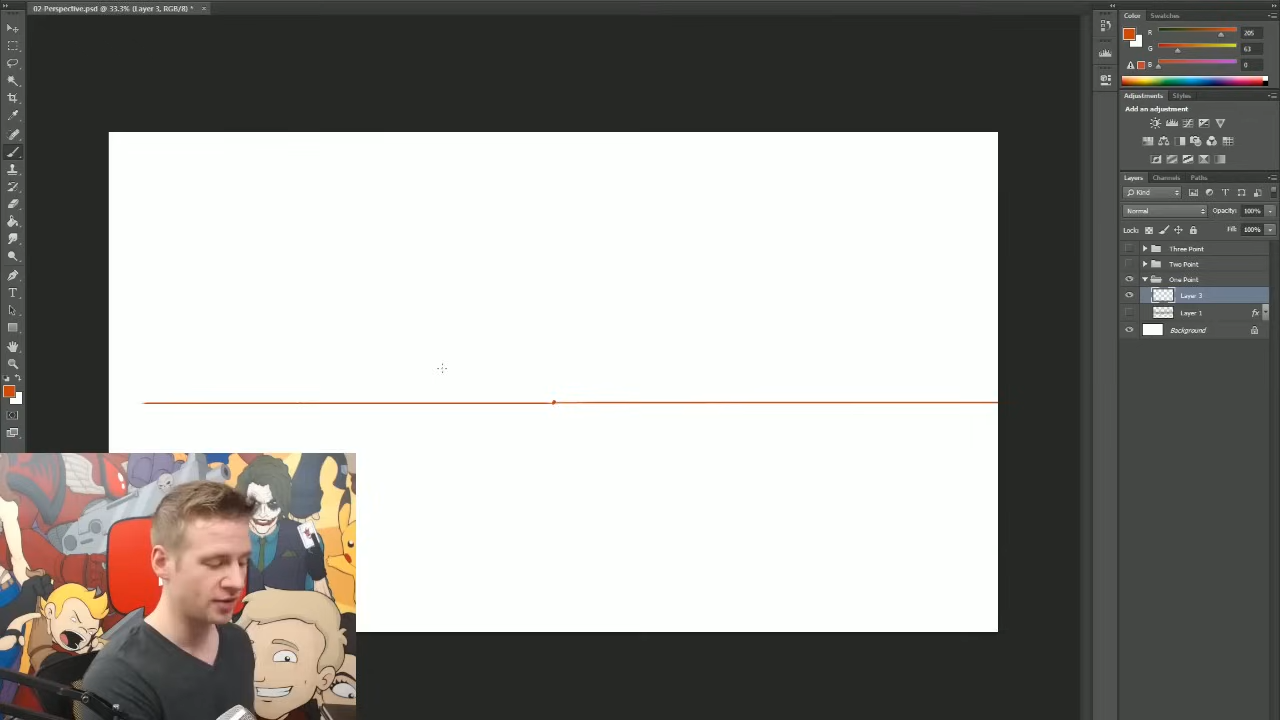 02-Perspective.psd @ 33.3% (Layer 3, RGB/8) *
Color
Swatches
R
205
G
63
B
0
Adjustments
Styles
Add an adjustment
Layers
Channels
Paths
Kind
Normal
Opacity:
100%
Locks
Fill:
100%
Three Point
Two Point
One Point
Layer 3
Layer 1
fx
Background